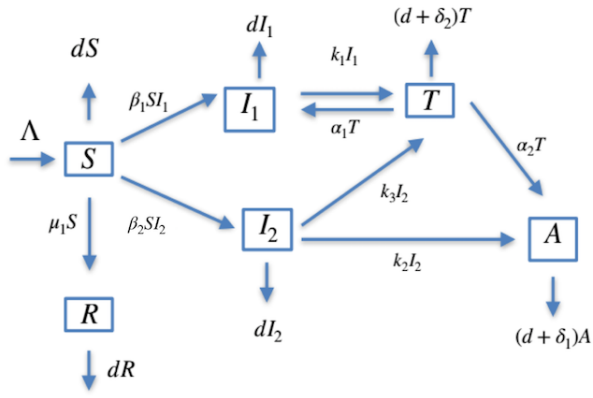 dS
dI₁
(d + δ₂)T
β₁SI₁
k₁I₁
Λ
S
I₁
T
α₁T
α₂T
μ₁S
β₂SI₂
I₂
k₃I₂
k₂I₂
A
R
dI₂
(d + δ₁)A
dR